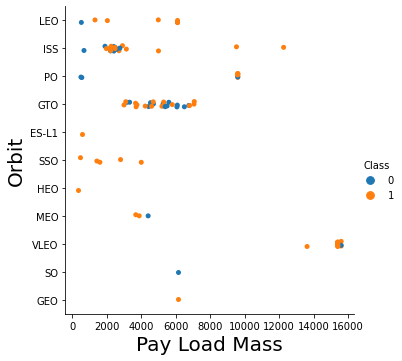 LEO
ISS
PO
GTO
ES-L1
SSO
HEO
MEO
VLEO
SO
GEO
Orbit
Class
0
1
0 2000 4000 6000 8000 10000 12000 14000 16000
Pay Load Mass